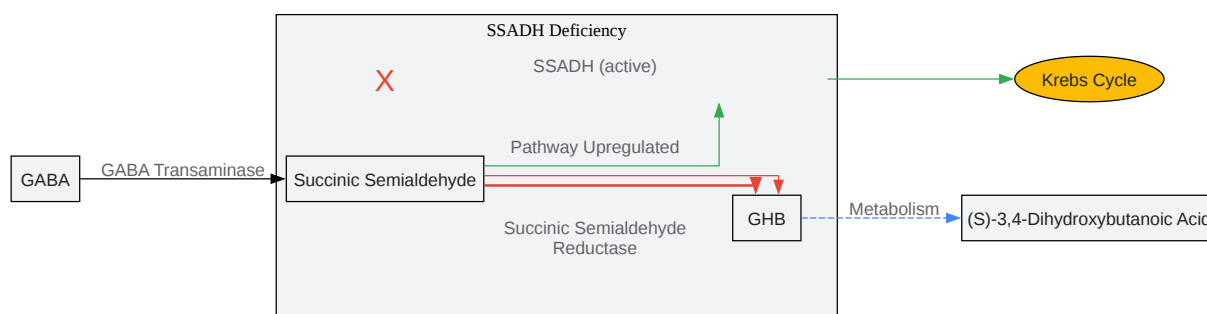 SSADH Deficiency
SSADH (active)
X
Krebs Cycle
Pathway Upregulated
GABA Transaminase
GABA
Succinic Semialdehyde
Metabolism
GHB
(S)-3,4-Dihydroxybutanoic Acid
Succinic Semialdehyde
Reductase